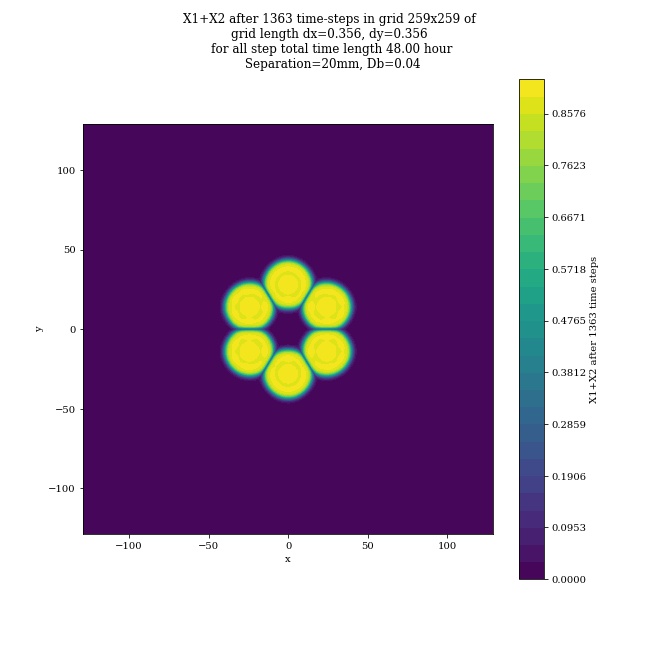 X1+X2 after 1363 time-steps in grid 259x259 of
grid length dx=0.356, dy=0.356
for all step total time length 48.00 hour
Separation=20mm, Db=0.04
100
50
0
−50
−100
y
−100 −50 0 50 100
x
0.8576
0.7623
0.6671
0.5718
0.4765
0.3812
0.2859
0.1906
0.0953
0.0000
X1+X2 after 1363 time steps